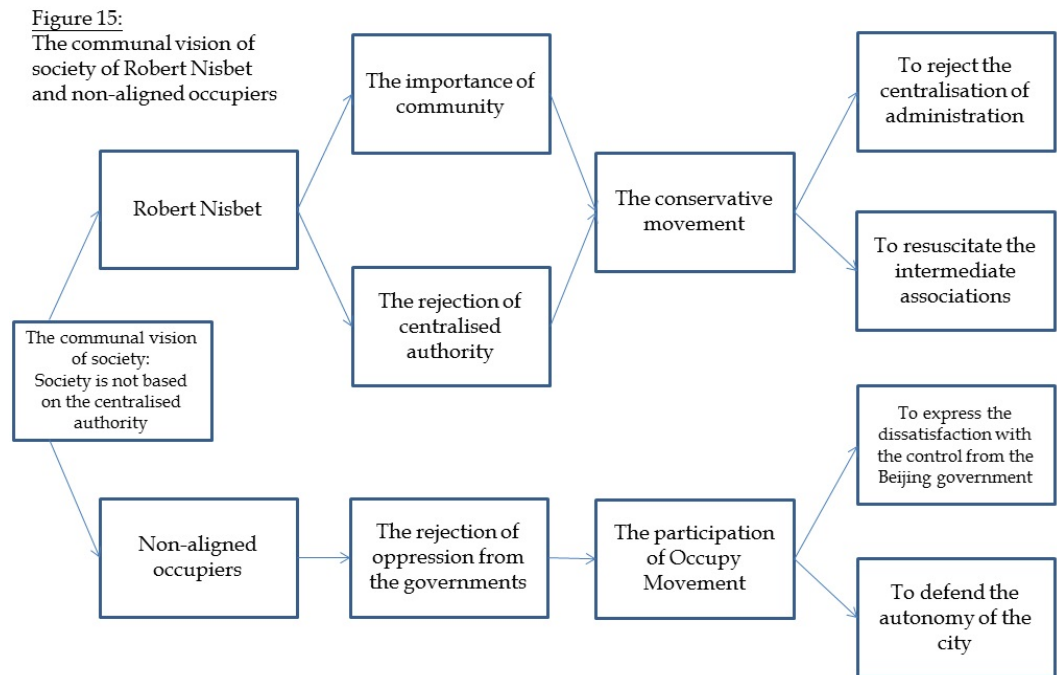 Figure 15:
The communal vision of
society of Robert Nisbet
and non-aligned occupiers
The communal vision
of society:
Society is not based
on the centralised
authority
Robert Nisbet
The importance of
community
The rejection of
centralised
authority
The conservative
movement
To reject the
centralisation of
administration
To resuscitate the
intermediate
associations
Non-aligned
occupiers
The rejection of
oppression from
the governments
The participation
of Occupy
Movement
To express the
dissatisfaction with
the control from the
Beijing government
To defend the
autonomy of the
city